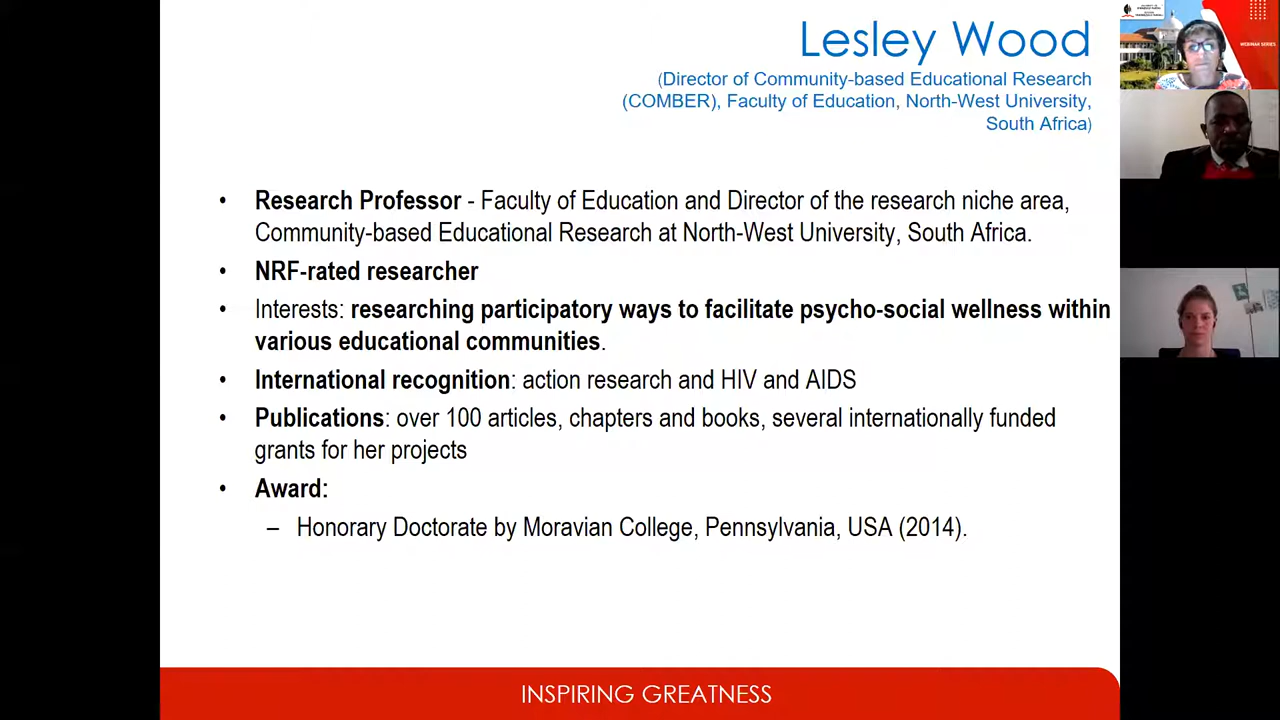 Lesley Wood
(Director of Community-based Educational Research
(COMBER), Faculty of Education, North-West University,
South Africa)
WEBINAR SERIES
• Research Professor - Faculty of Education and Director of the research niche area,
Community-based Educational Research at North-West University, South Africa.
• NRF-rated researcher
• Interests: researching participatory ways to facilitate psycho-social wellness within
various educational communities.
• International recognition: action research and HIV and AIDS
• Publications: over 100 articles, chapters and books, several internationally funded
grants for her projects
• Award:
– Honorary Doctorate by Moravian College, Pennsylvania, USA (2014).
INSPIRING GREATNESS